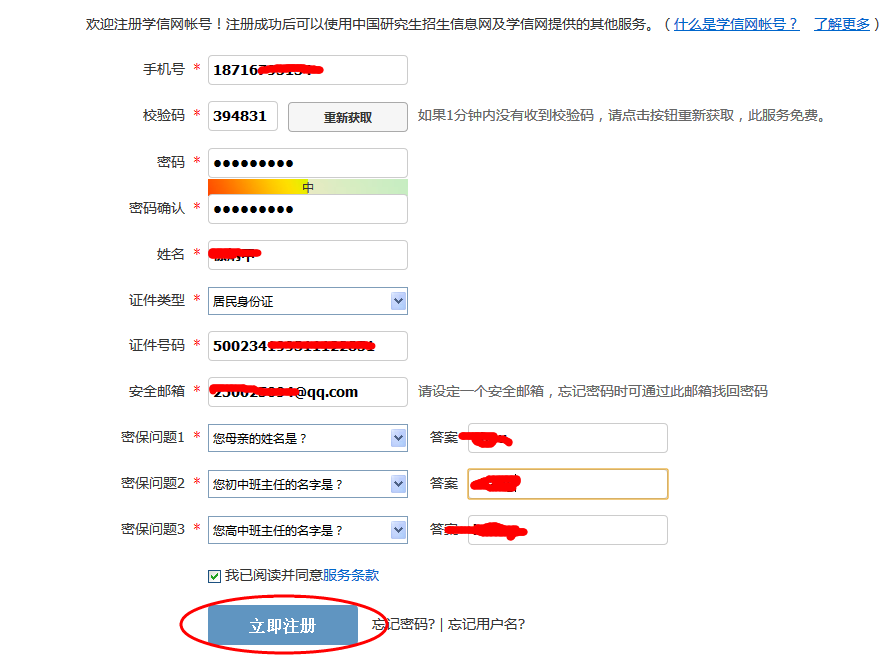 欢迎注册学信网帐号！注册成功后可以使用中国研究生招生信息网及学信网提供的其他服务。（什么是学信网帐号？ 了解更多）
手机号 * 18716
校验码 * 394831 重新获取 如果1分钟内没有收到校验码，请点击按钮重新获取，此服务免费。
密码 * ●●●●●●●●●
中
密码确认 * ●●●●●●●●●
姓名 *
证件类型 * 居民身份证
证件号码 * 500234
安全邮箱 * @qq.com 请设定一个安全邮箱，忘记密码时可通过此邮箱找回密码
密保问题1 * 您母亲的姓名是？ 答案
密保问题2 * 您初中班主任的名字是？ 答案
密保问题3 * 您高中班主任的名字是？ 答案
我已阅读并同意服务条款
立即注册 忘记密码? | 忘记用户名?